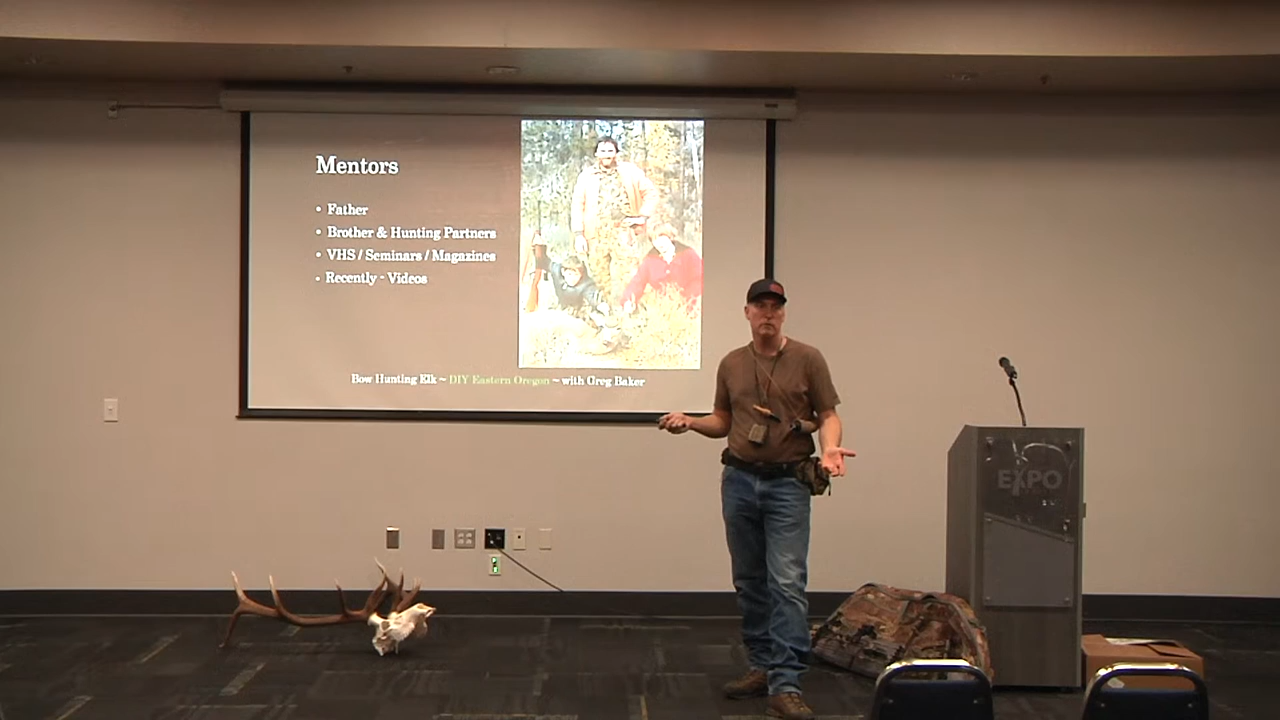 Mentors
• Father
• Brother & Hunting Partners
• VHS / Seminars / Magazines
• Recently - Videos
Bow Hunting Elk ~ DIY Eastern Oregon ~ with Greg Baker
EXPO